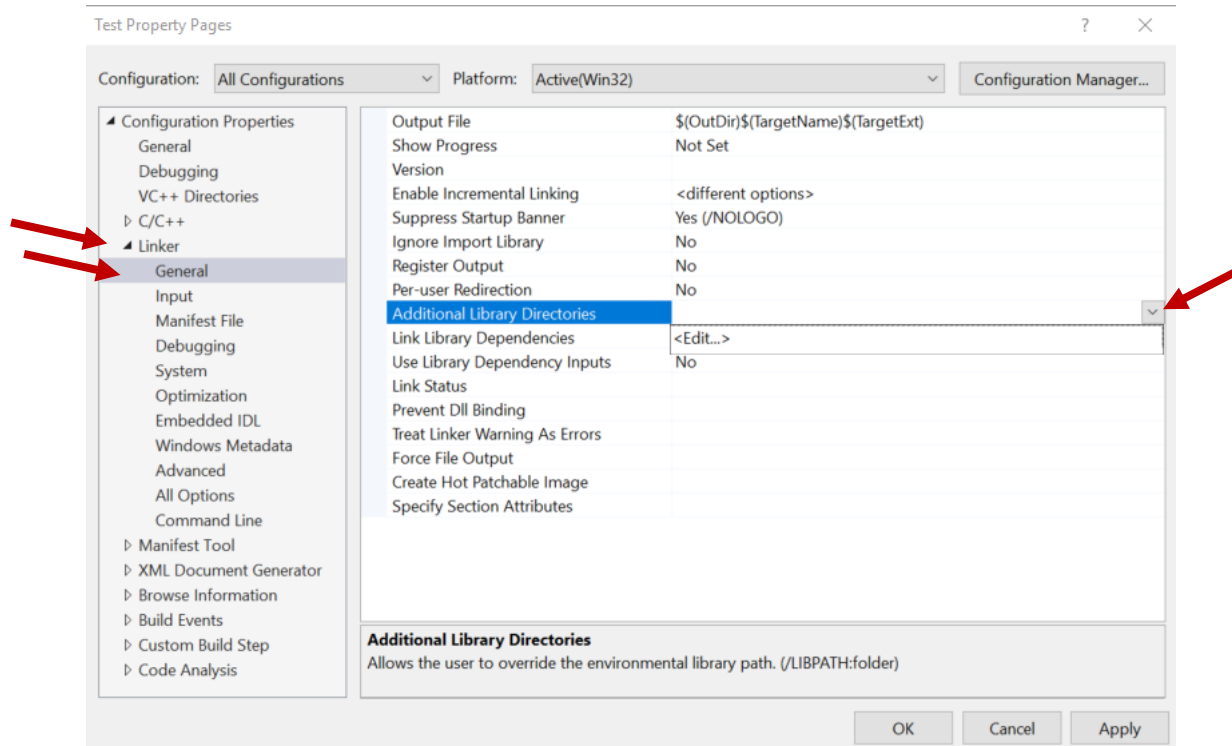 Test Property Pages ?
Configuration: All Configurations Platform: Active(Win32) Configuration Manager...
Configuration Properties
General
Debugging
VC++ Directories
C/C++
Linker
General
Input
Manifest File
Debugging
System
Optimization
Embedded IDL
Windows Metadata
Advanced
All Options
Command Line
Manifest Tool
XML Document Generator
Browse Information
Build Events
Custom Build Step
Code Analysis
Output File $(OutDir)$(TargetName)$(TargetExt)
Show Progress Not Set
Version
Enable Incremental Linking <different options>
Suppress Startup Banner Yes (/NOLOGO)
Ignore Import Library No
Register Output No
Per-user Redirection No
Additional Library Directories
Link Library Dependencies <Edit...>
Use Library Dependency Inputs No
Link Status
Prevent Dll Binding
Treat Linker Warning As Errors
Force File Output
Create Hot Patchable Image
Specify Section Attributes
Additional Library Directories
Allows the user to override the environmental library path. (/LIBPATH:folder)
OK Cancel Apply